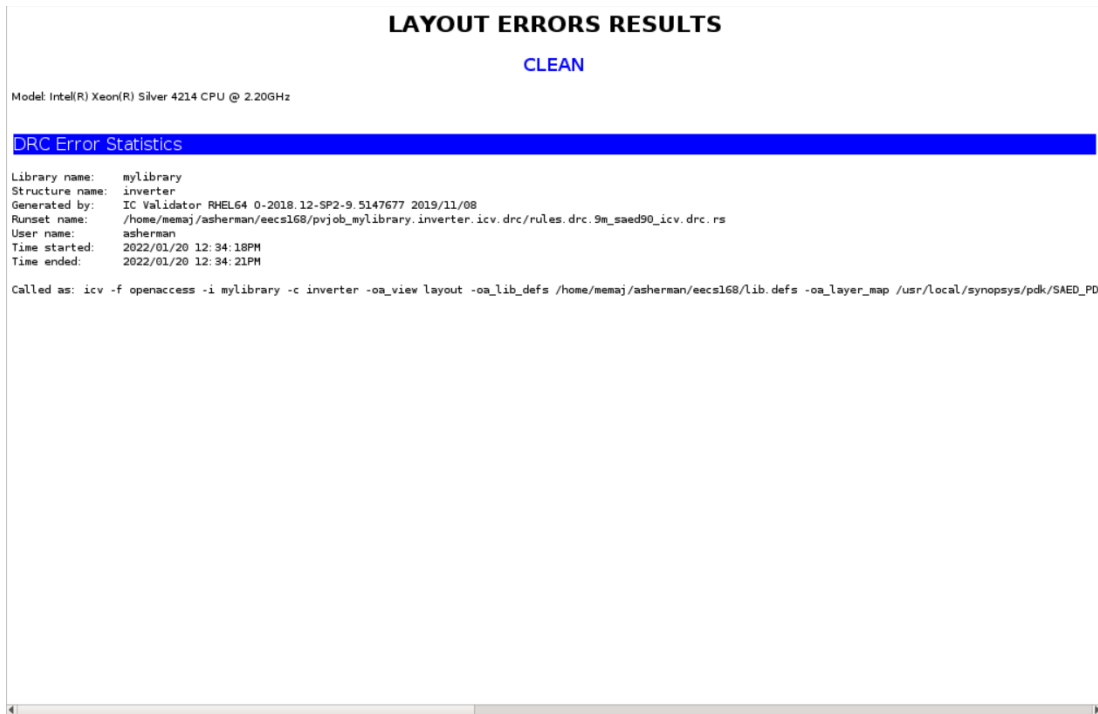 LAYOUT ERRORS RESULTS
CLEAN
Model: Intel(R) Xeon(R) Silver 4214 CPU @ 2.20GHz
DRC Error Statistics
Library name: mylibrary
Structure name: inverter
Generated by: IC Validator RHEL64 O-2018.12-SP2-9.5147677 2019/11/08
Runset name: /home/memaj/asherman/eecs168/pvjob_mylibrary.inverter.icv.drc/rules.drc.9m_saed90_icv.drc.rs
User name: asherman
Time started: 2022/01/20 12:34:18PM
Time ended: 2022/01/20 12:34:21PM
Called as: icv -f openaccess -i mylibrary -c inverter -oa_view layout -oa_lib_defs /home/memaj/asherman/eecs168/lib.defs -oa_layer_map /usr/local/synopsys/pdk/SAED_PD